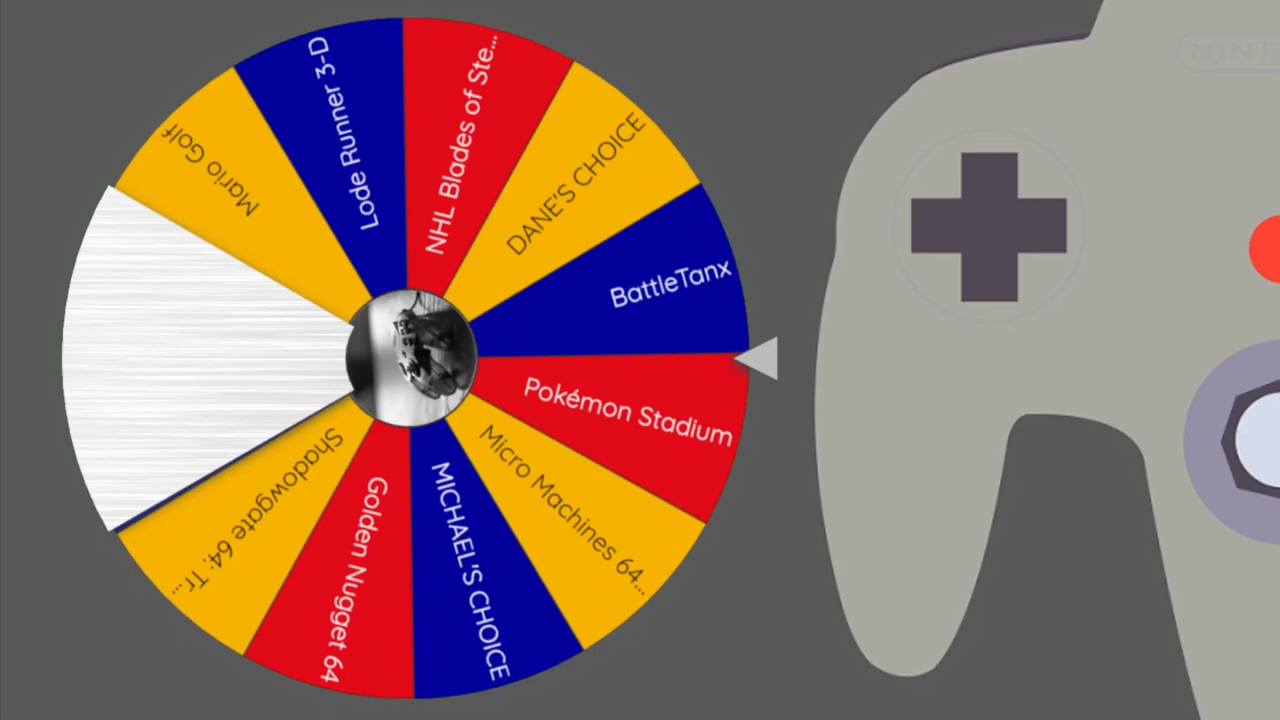 Mario Golf
Lode Runner 3-D
NHL Blades of Ste...
DANE'S CHOICE
BattleTanx
Pokémon Stadium
Micro Machines 64...
MICHAEL'S CHOICE
Golden Nugget 64
Shadowgate 64: Tr...
NINT